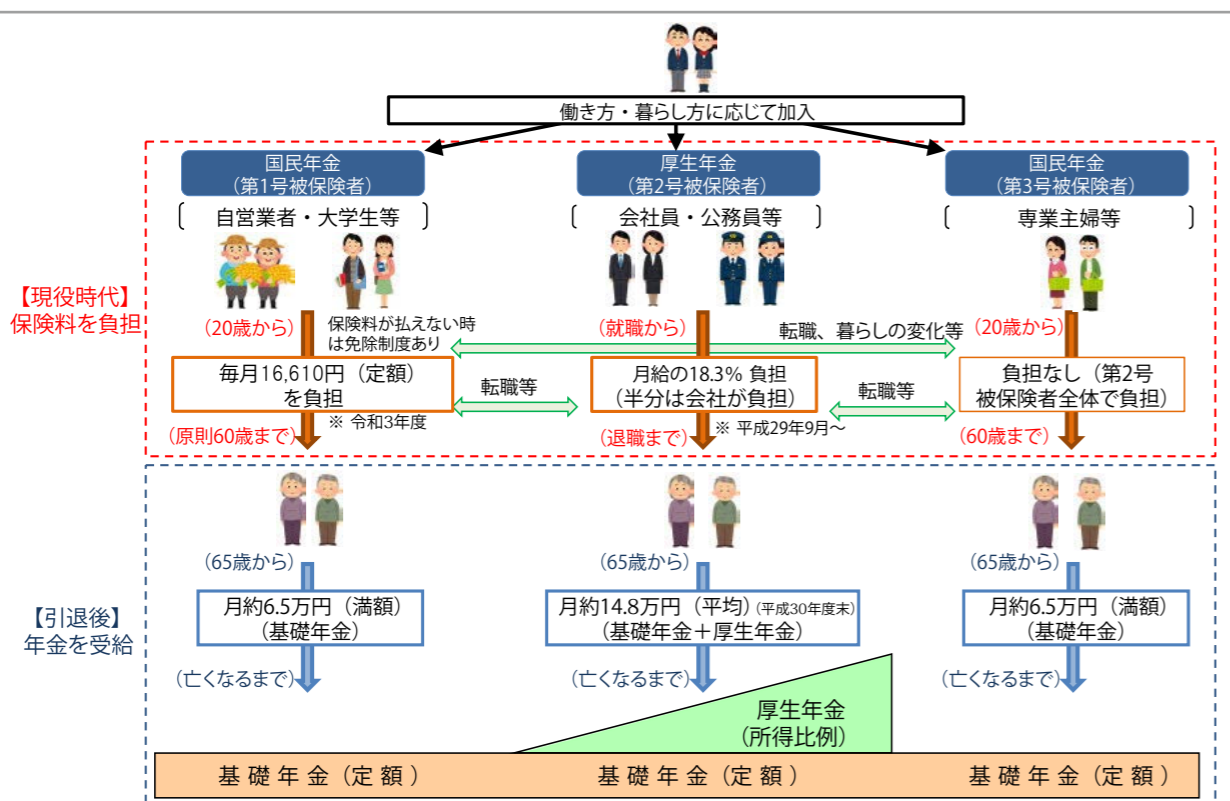 働き方・暮らし方に応じて加入
国民年金
(第1号被保険者)
厚生年金
(第2号被保険者)
国民年金
(第3号被保険者)
自営業者・大学生等
会社員・公務員等
専業主婦等
【現役時代】
保険料を負担
(20歳から)
保険料が払えない時
は免除制度あり
(就職から)
転職、暮らしの変化等
(20歳から)
毎月16,610円(定額)
を負担
転職等
月給の18.3% 負担
(半分は会社が負担)
転職等
負担なし(第2号
被保険者全体で負担)
※ 令和3年度
※ 平成29年9月~
(原則60歳まで)
(退職まで)
(60歳まで)
【引退後】
年金を受給
(65歳から)
(65歳から)
(65歳から)
月約6.5万円(満額)
(基礎年金)
月約14.8万円(平均)(平成30年度末)
(基礎年金+厚生年金)
月約6.5万円(満額)
(基礎年金)
(亡くなるまで)
(亡くなるまで)
(亡くなるまで)
厚生年金
(所得比例)
基 礎 年 金 (定 額)
基 礎 年 金 (定 額)
基 礎 年 金 (定 額)